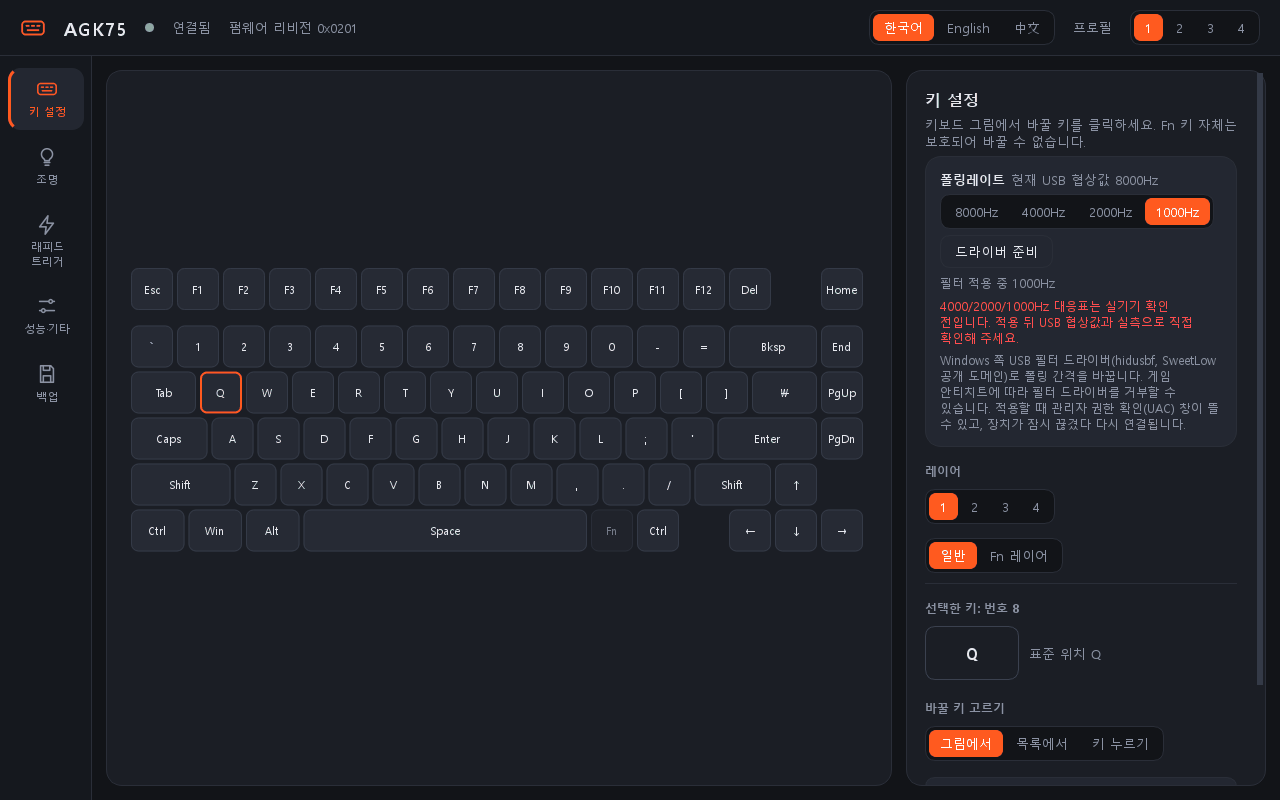 AGK75 연결됨 펌웨어 리비전 0x0201 한국어 English 中文 프로필 1 2 3 4
키 설정
조명
래피드
트리거
성능·기타
백업
Esc F1 F2 F3 F4 F5 F6 F7 F8 F9 F10 F11 F12 Del Home
` 1 2 3 4 5 6 7 8 9 0 - = Bksp End
Tab Q W E R T Y U I O P [ ] ₩ PgUp
Caps A S D F G H J K L ; ' Enter PgDn
Shift Z X C V B N M , . / Shift ↑
Ctrl Win Alt Space Fn Ctrl ← ↓ →
키 설정
키보드 그림에서 바꿀 키를 클릭하세요. Fn 키 자체는
보호되어 바꿀 수 없습니다.
폴링레이트 현재 USB 협상값 8000Hz
8000Hz 4000Hz 2000Hz 1000Hz
드라이버 준비
필터 적용 중 1000Hz
4000/2000/1000Hz 대응표는 실기기 확인
전입니다. 적용 뒤 USB 협상값과 실측으로 직접
확인해 주세요.
Windows 쪽 USB 필터 드라이버(hidusbf, SweetLow
공개 도메인)로 폴링 간격을 바꿉니다. 게임
안티치트에 따라 필터 드라이버를 거부할 수
있습니다. 적용할 때 관리자 권한 확인(UAC) 창이 뜰
수 있고, 장치가 잠시 끊겼다 다시 연결됩니다.
레이어
1 2 3 4
일반 Fn 레이어
선택한 키: 번호 8
Q 표준 위치 Q
바꿀 키 고르기
그림에서 목록에서 키 누르기